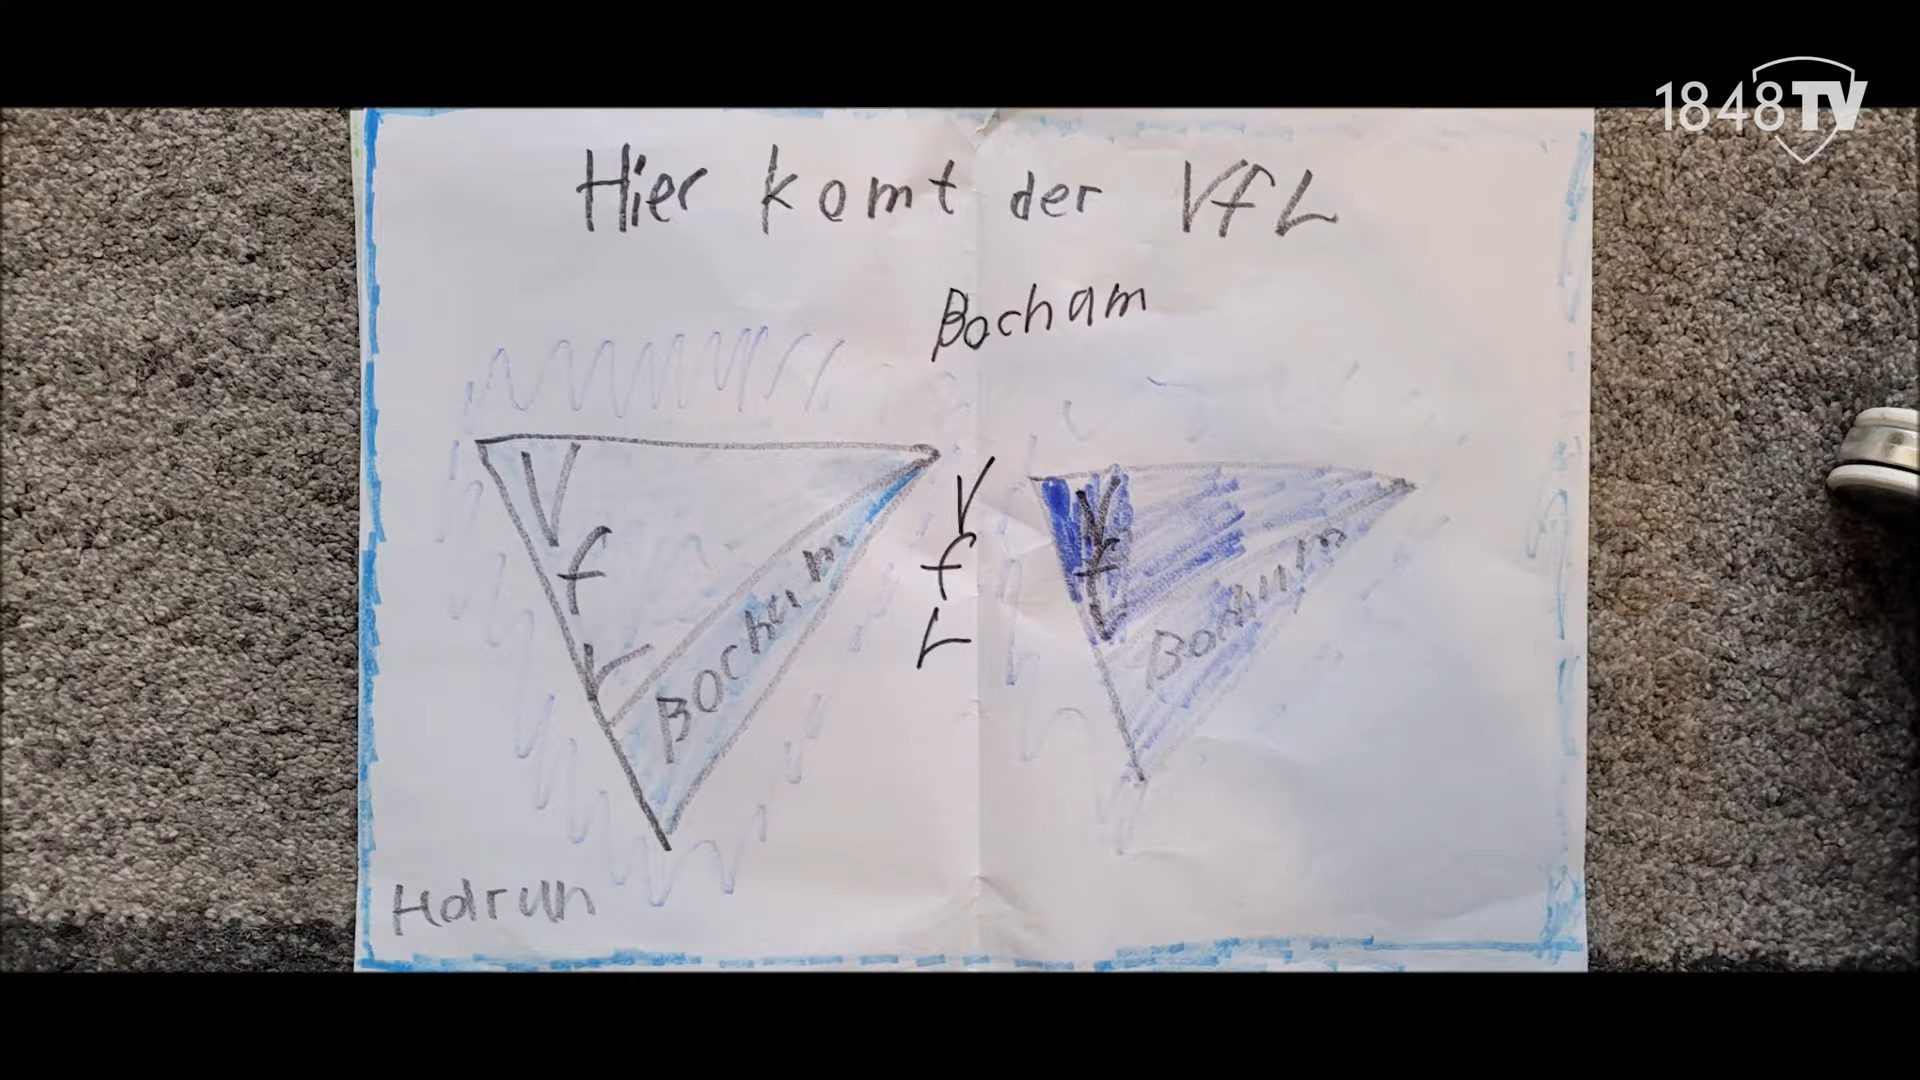 1848TV
Hier komt der VfL
Bocham
V
f
L
Bochum
V
f
L
V
f
L
Bochum
Harun